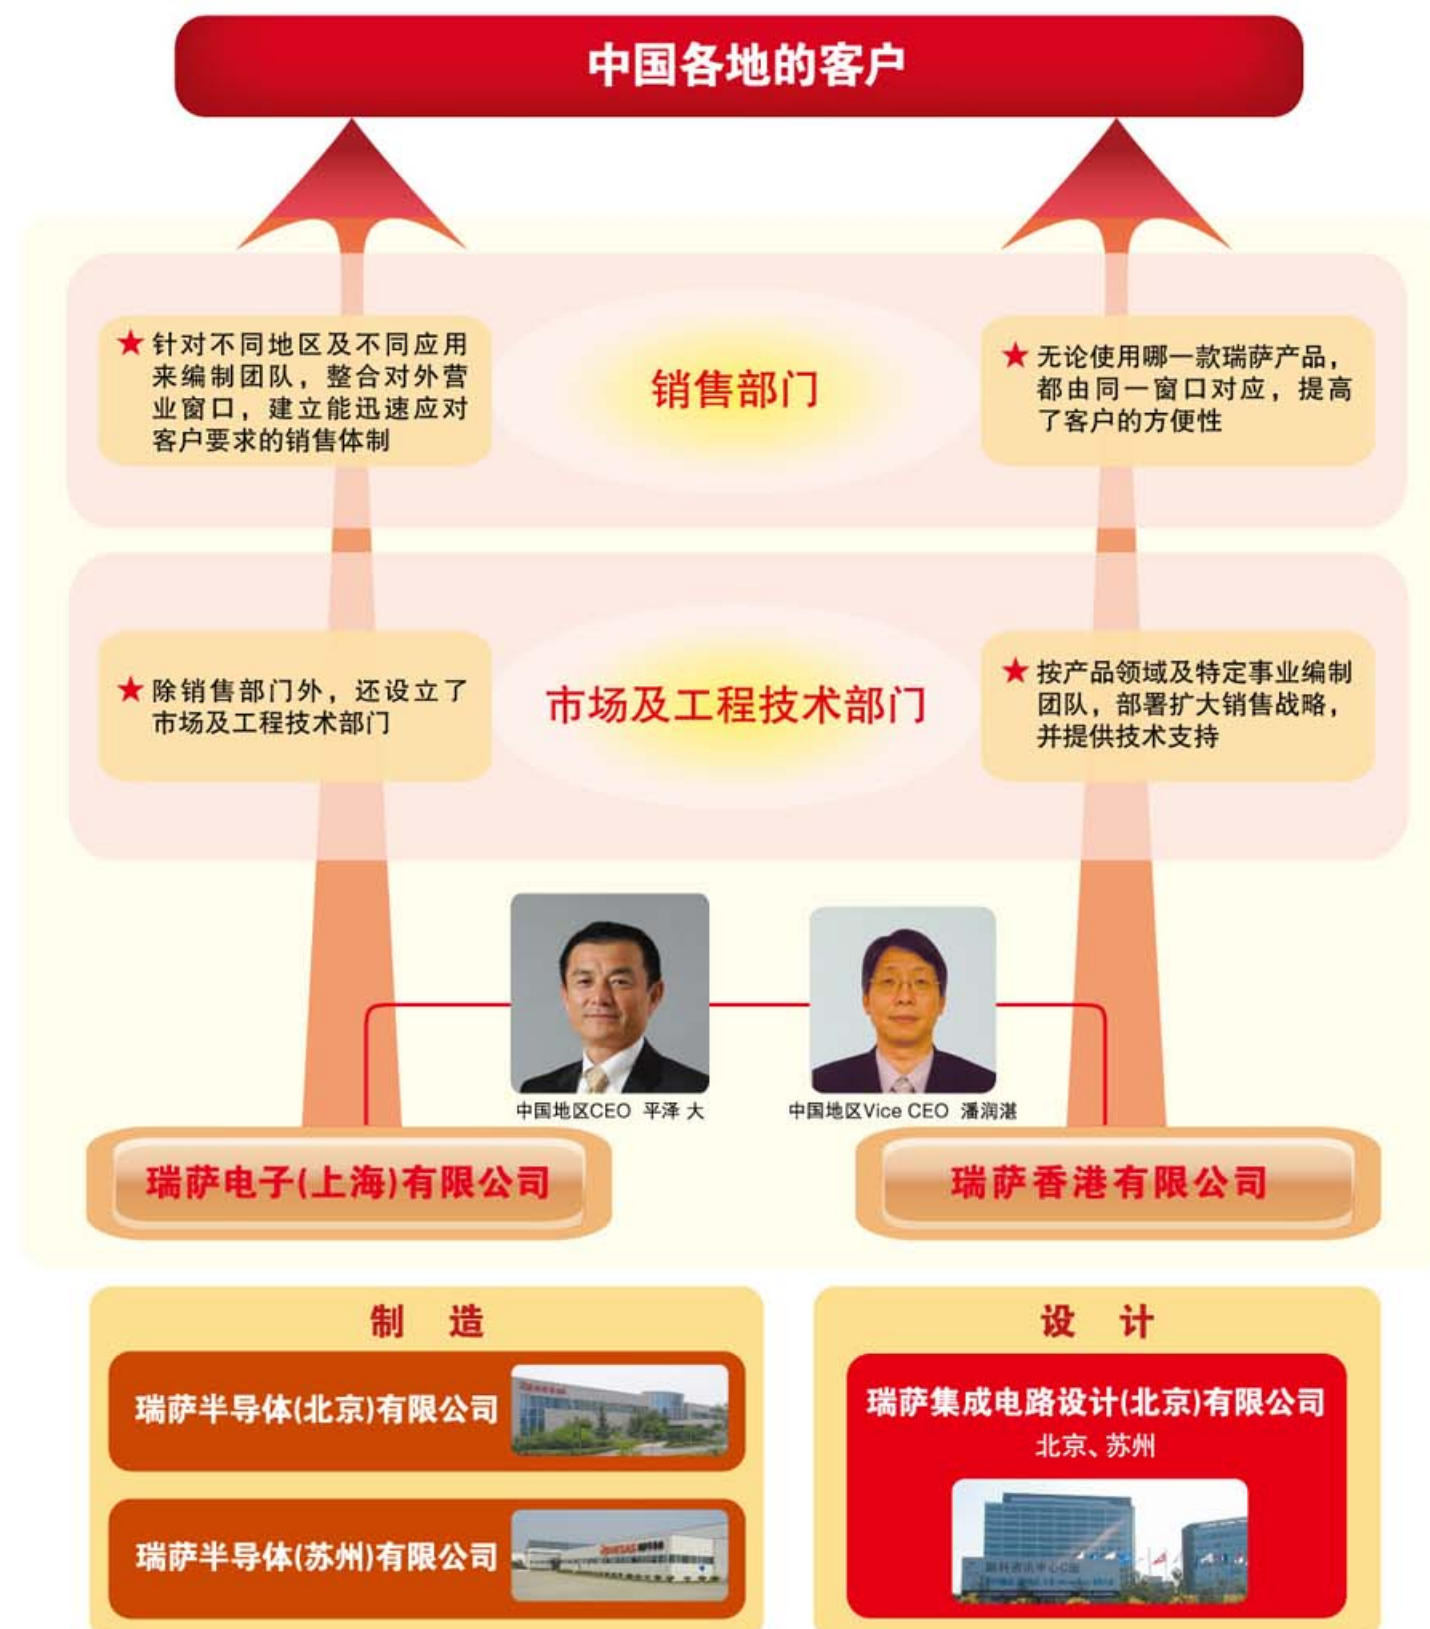 中国各地的客户
★ 针对不同地区及不同应用
来编制团队，整合对外营
业窗口，建立能迅速应对
客户要求的销售体制
销售部门
★ 无论使用哪一款瑞萨产品，
都由同一窗口对应，提高
了客户的方便性
★ 除销售部门外，还设立了
市场及工程技术部门
市场及工程技术部门
★ 按产品领域及特定事业编制
团队，部署扩大销售战略，
并提供技术支持
中国地区CEO 平泽 大
中国地区Vice CEO 潘润湛
瑞萨电子(上海)有限公司
瑞萨香港有限公司
制 造
瑞萨半导体(北京)有限公司
瑞萨半导体(苏州)有限公司
设 计
瑞萨集成电路设计(北京)有限公司
北京、苏州